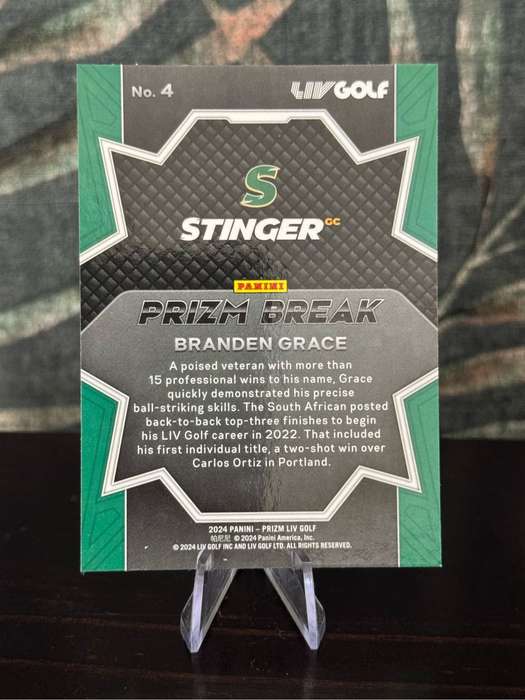 No. 4
LIV GOLF
S
STINGER GC
PANINI
PRIZM BREAK
BRANDEN GRACE
A poised veteran with more than
15 professional wins to his name, Grace
quickly demonstrated his precise
ball-striking skills. The South African posted
back-to-back top-three finishes to begin
his LIV Golf career in 2022. That included
his first individual title, a two-shot win over
Carlos Ortiz in Portland.
2024 PANINI – PRIZM LIV GOLF
帕尼尼 © 2024 Panini America, Inc.
© 2024 LIV GOLF INC AND LIV GOLF LTD. ALL RIGHTS RESERVED.